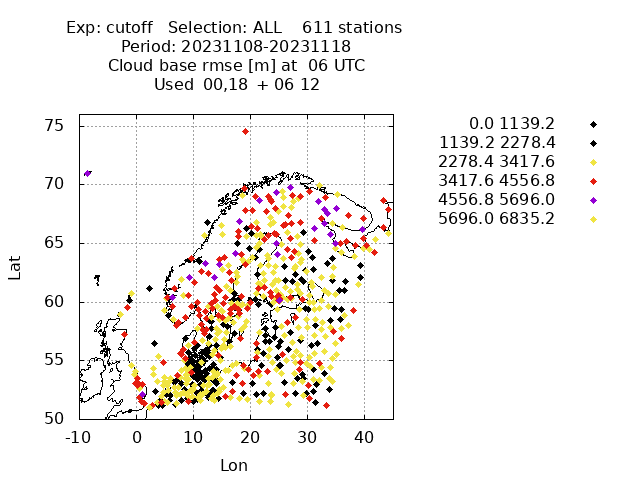 Exp: cutoff Selection: ALL 611 stations
Period: 20231108-20231118
Cloud base rmse [m] at 06 UTC
Used 00,18 + 06 12
0.0 1139.2
1139.2 2278.4
2278.4 3417.6
3417.6 4556.8
4556.8 5696.0
5696.0 6835.2
75
70
65
60
55
50
Lat
-10 0 10 20 30 40
Lon